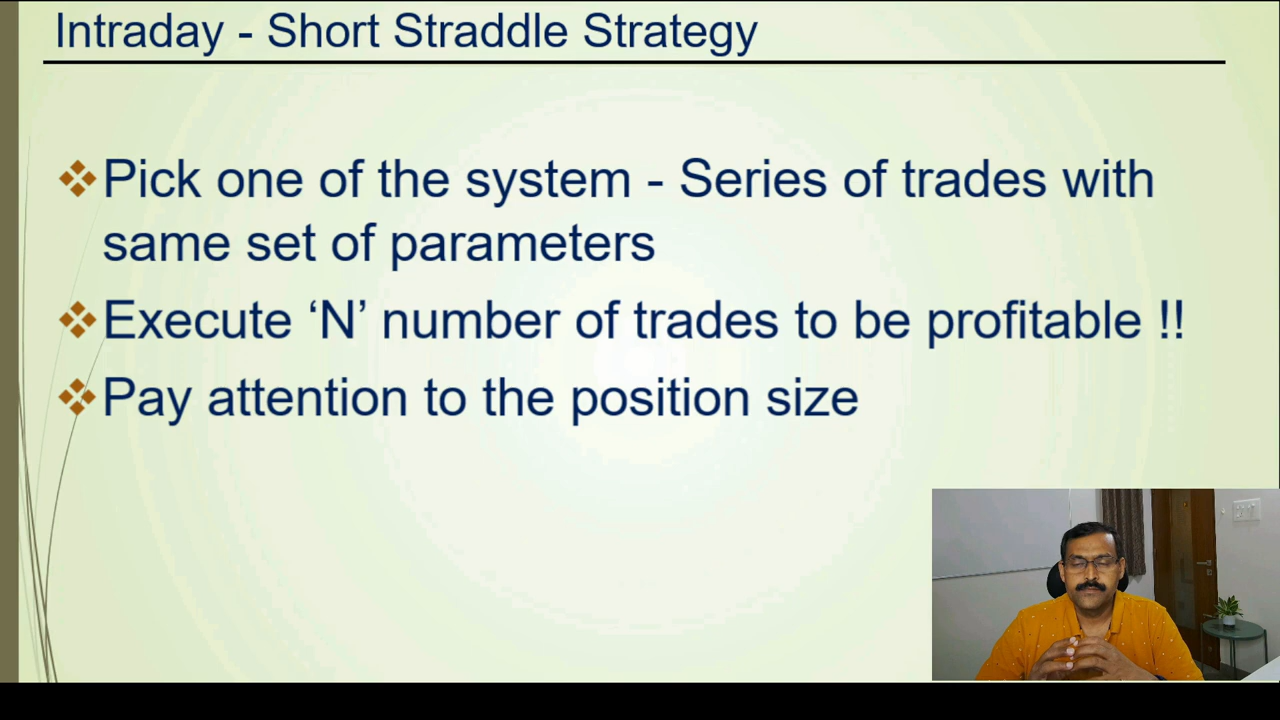 Intraday - Short Straddle Strategy
Pick one of the system - Series of trades with
same set of parameters
Execute ‘N’ number of trades to be profitable !!
Pay attention to the position size